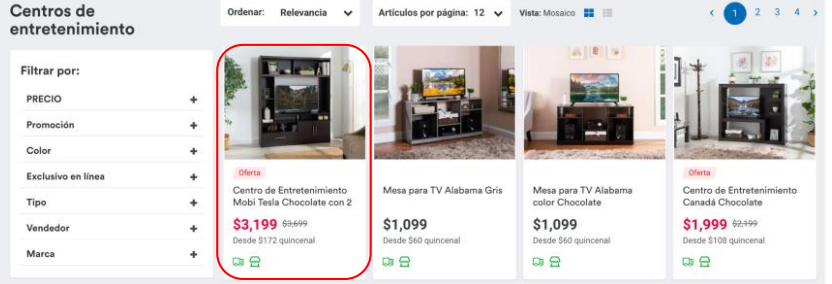 Centros de
entretenimiento
Ordenar: Relevancia
Artículos por página: 12
Vista: Mosaico
1 2 3 4
Filtrar por:
PRECIO +
Promoción +
Color +
Exclusivo en línea +
Tipo +
Vendedor +
Marca +
Oferta
Centro de Entretenimiento
Mobi Tesla Chocolate con 2
$3,199 $3,699
Desde $172 quincenal
Mesa para TV Alabama Gris
$1,099
Desde $60 quincenal
Mesa para TV Alabama
color Chocolate
$1,099
Desde $60 quincenal
Oferta
Centro de Entretenimiento
Canadá Chocolate
$1,999 $2,199
Desde $108 quincenal